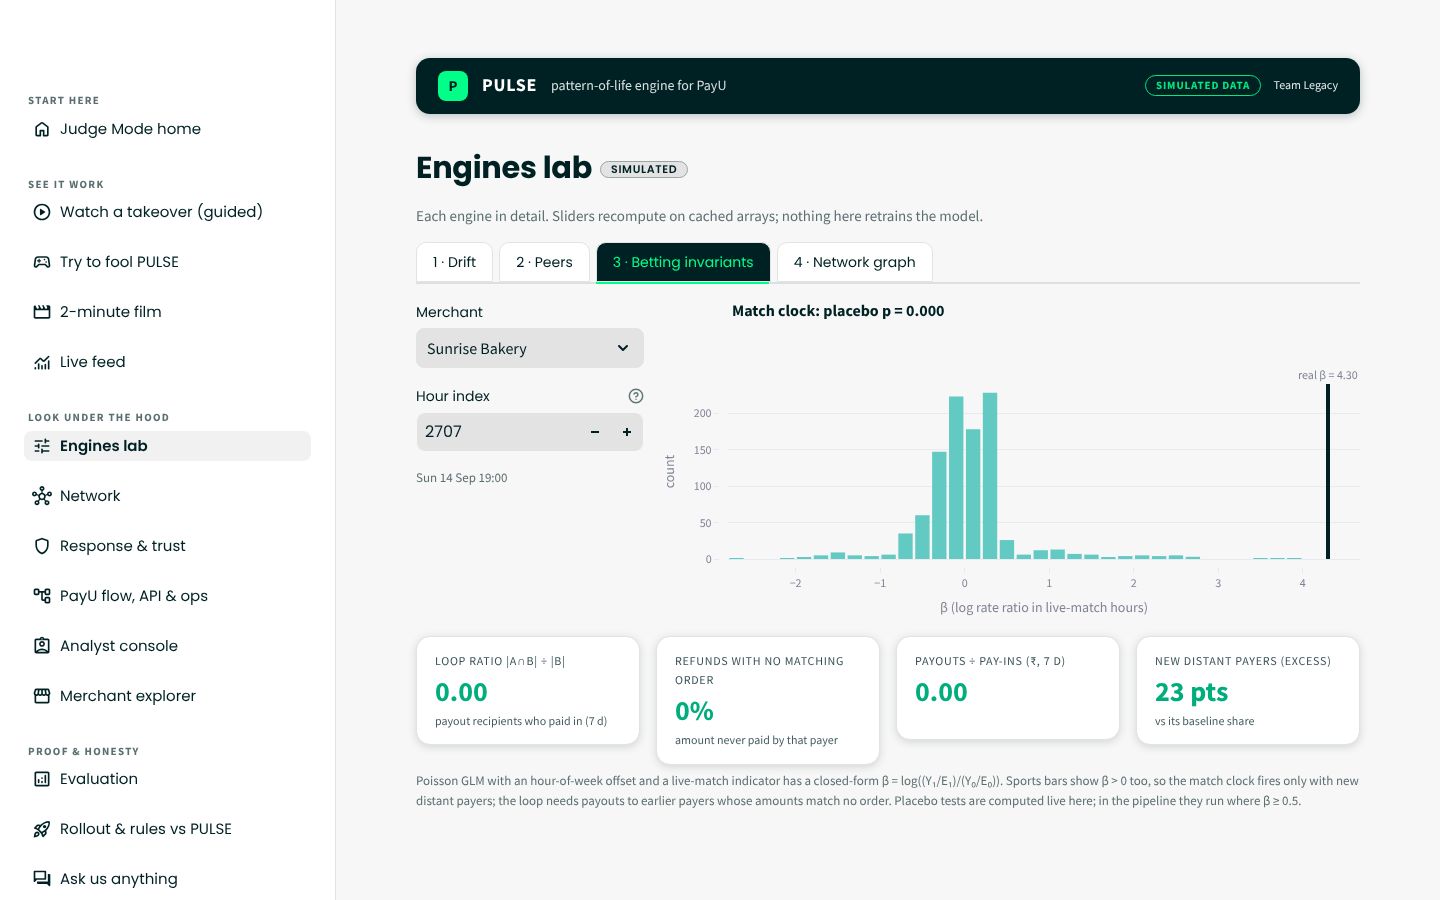 START HERE
Judge Mode home
SEE IT WORK
Watch a takeover (guided)
Try to fool PULSE
2-minute film
Live feed
LOOK UNDER THE HOOD
Engines lab
Network
Response & trust
PayU flow, API & ops
Analyst console
Merchant explorer
PROOF & HONESTY
Evaluation
Rollout & rules vs PULSE
Ask us anything
P PULSE pattern-of-life engine for PayU SIMULATED DATA Team Legacy
Engines lab SIMULATED
Each engine in detail. Sliders recompute on cached arrays; nothing here retrains the model.
1 · Drift 2 · Peers 3 · Betting invariants 4 · Network graph
Merchant
Sunrise Bakery
Hour index
2707 − +
Sun 14 Sep 19:00
Match clock: placebo p = 0.000
real β = 4.30
200
150
100
50
0
count
−2 −1 0 1 2 3 4
β (log rate ratio in live-match hours)
LOOP RATIO |A∩B| ÷ |B|
0.00
payout recipients who paid in (7 d)
REFUNDS WITH NO MATCHING
ORDER
0%
amount never paid by that payer
PAYOUTS ÷ PAY-INS (₹, 7 D)
0.00
NEW DISTANT PAYERS (EXCESS)
23 pts
vs its baseline share
Poisson GLM with an hour-of-week offset and a live-match indicator has a closed-form β = log((Y₁/E₁)/(Y₀/E₀)). Sports bars show β > 0 too, so the match clock fires only with new
distant payers; the loop needs payouts to earlier payers whose amounts match no order. Placebo tests are computed live here; in the pipeline they run where β ≥ 0.5.